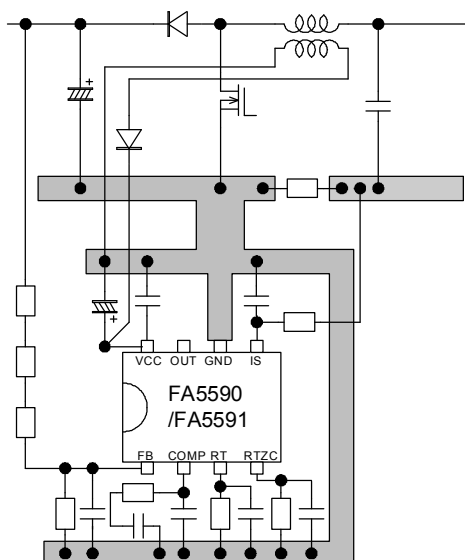 +
+
VCC OUT GND IS
FA5590
/FA5591
FB COMP RT RTZC